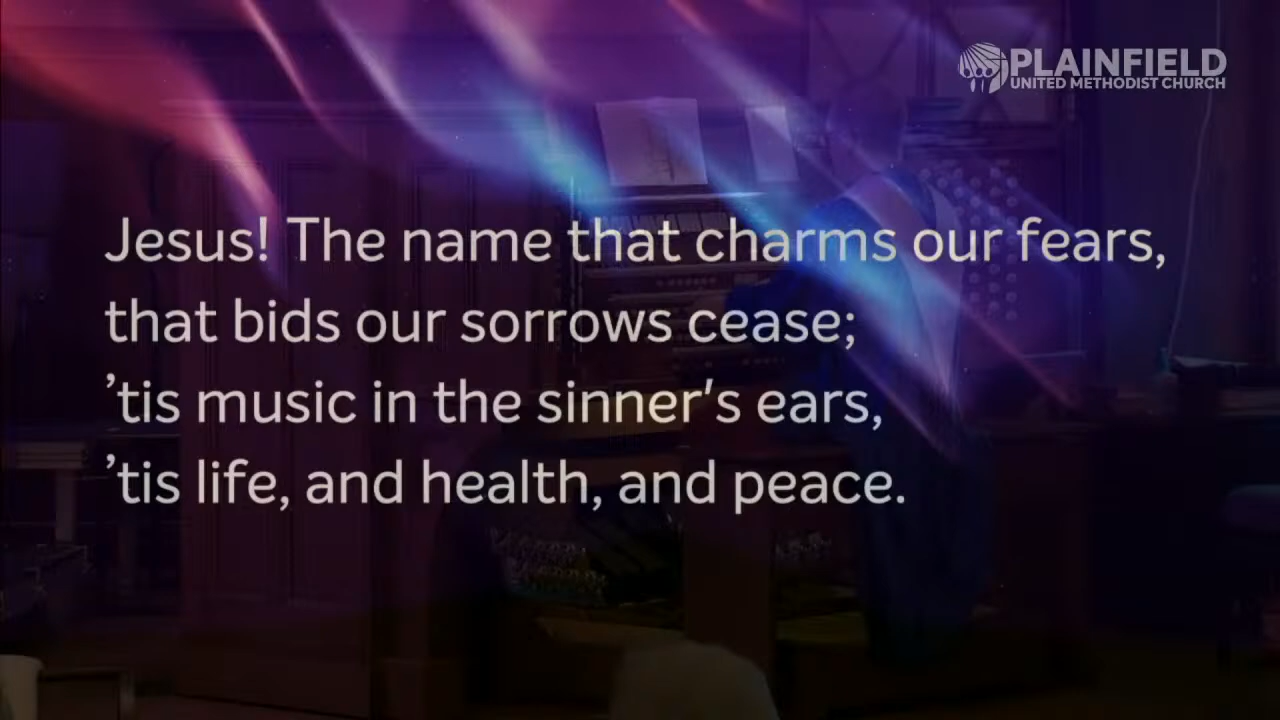 PLAINFIELD
UNITED METHODIST CHURCH
Jesus! The name that charms our fears,
that bids our sorrows cease;
’tis music in the sinner's ears,
’tis life, and health, and peace.